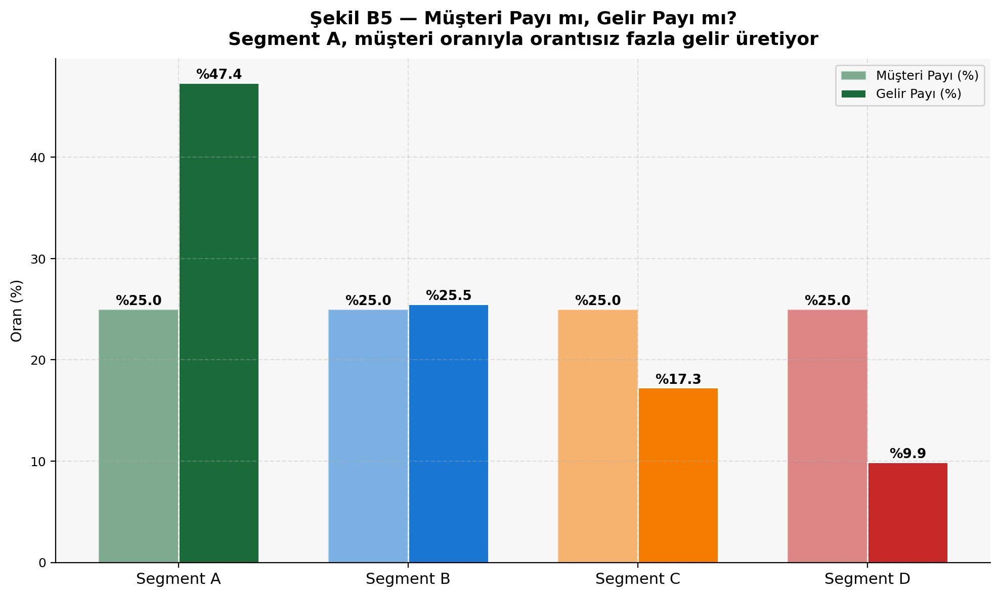 Şekil B5 — Müşteri Payı mı, Gelir Payı mı?
Segment A, müşteri oranıyla orantısız fazla gelir üretiyor
Müşteri Payı (%)
Gelir Payı (%)
Oran (%)
40
30
20
10
0
%25.0
%47.4
%25.0
%25.5
%25.0
%17.3
%25.0
%9.9
Segment A
Segment B
Segment C
Segment D